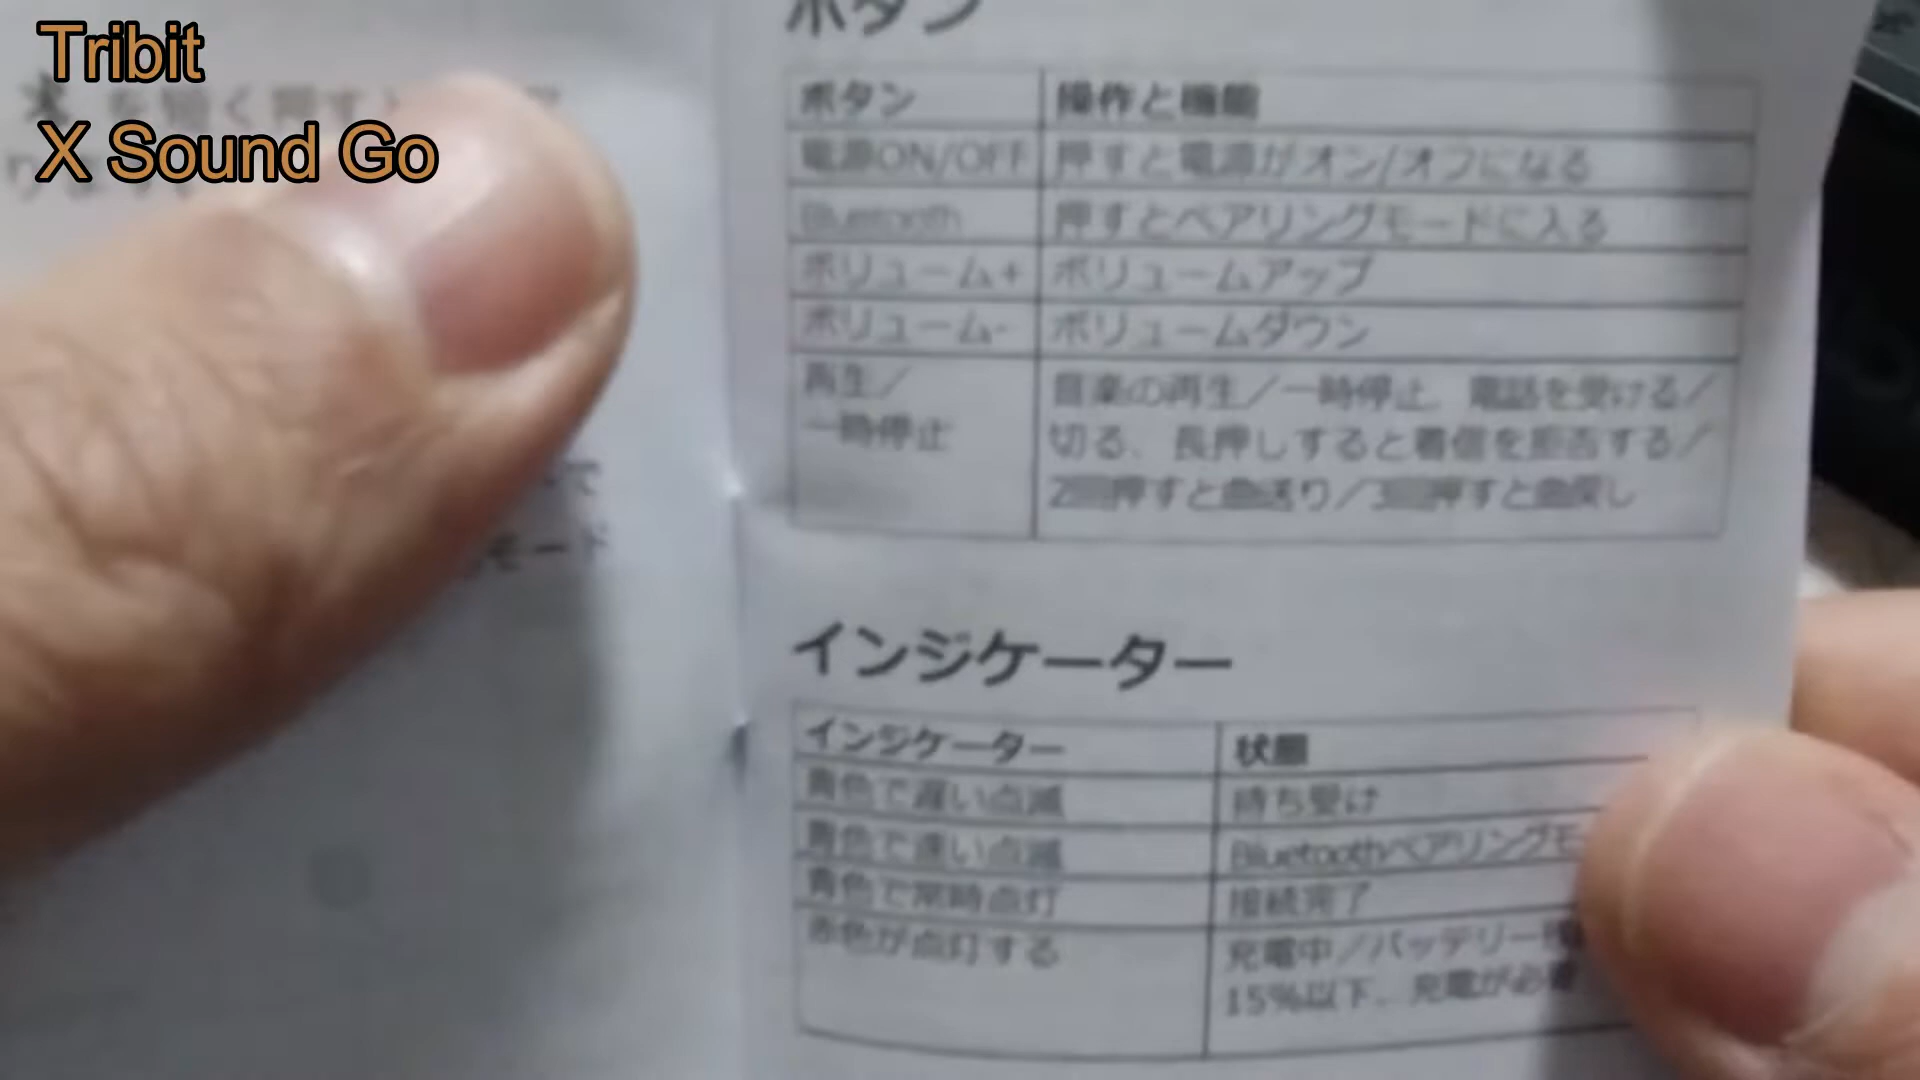 Tribit
X Sound Go
ボタン
ボタン 操作と機能
電源ON/OFF 押すと電源がオン/オフになる
Bluetooth 押すとペアリングモードに入る
ボリューム+ ボリュームアップ
ボリューム- ボリュームダウン
再生／
一時停止
音楽の再生／一時停止、電話を受ける／
切る、長押しすると着信を拒否する／
2回押すと曲送り／3回押すと曲戻し
モード
インジケーター
インジケーター 状態
青色で遅い点滅 待ち受け
青色で速い点滅 Bluetoothペアリングモ
青色で常時点灯 接続完了
赤色が点灯する 充電中／バッテリー
15%以下、充電が必要